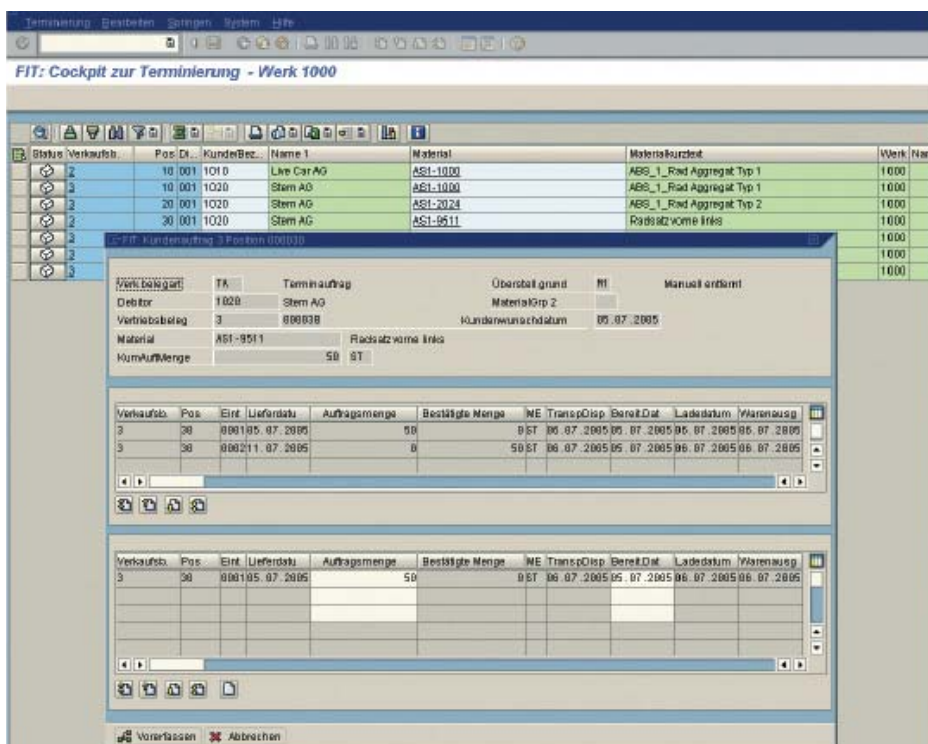 Terminierung Bearbeiten Springen System Hilfe
FIT: Cockpit zur Terminierung - Werk 1000
Status Verkaufsb. Pos Di... Kunde/Bez... Name 1 Material Materialkurztext Werk Nam
2 10 001 1010 Live Car AG AS1-1000 ABS_1_Rad Aggregat Typ 1 1000
3 10 001 1020 Stern AG AS1-1000 ABS_1_Rad Aggregat Typ 1 1000
3 20 001 1020 Stern AG AS1-2024 ABS_1_Rad Aggregat Typ 2 1000
3 30 001 1020 Stern AG AS1-9511 Radsatz vorne links 1000
3 1000
3 1000
3 1000
FIT: Kundenauftrag 3 Position 000030
Verk.belegart TA Terminauftrag Überstell.grund M1 Manuell entfernt
Debitor 1020 Stern AG MaterialGrp 2
Vertriebsbeleg 3 000030 Kundenwunschdatum 05.07.2005
Material AS1-9511 Radsatz vorne links
KumAuftMenge 50 ST
Verkaufsb. Pos Eint Lieferdatu Auftragsmenge Bestätigte Menge ME TranspDisp Bereit.Dat Ladedatum Warenausg
3 30 0001 05.07.2005 50 0 ST 06.07.2005 05.07.2005 06.07.2005 06.07.2005
3 30 0002 11.07.2005 0 50 ST 06.07.2005 05.07.2005 06.07.2005 06.07.2005
Verkaufsb. Pos Eint Lieferdatu Auftragsmenge Bestätigte Menge ME TranspDisp Bereit.Dat Ladedatum Warenausg
3 30 0001 05.07.2005 50 0 ST 06.07.2005 05.07.2005 06.07.2005 06.07.2005
Vorerfassen Abbrechen